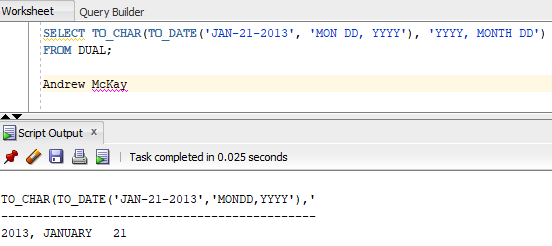 Worksheet Query Builder
SELECT TO_CHAR(TO_DATE('JAN-21-2013', 'MON DD, YYYY'), 'YYYY, MONTH DD')
FROM DUAL;
Andrew McKay
Script Output x
Task completed in 0.025 seconds
TO_CHAR(TO_DATE('JAN-21-2013','MONDD,YYYY'),'
---------------------------------------------
2013, JANUARY   21